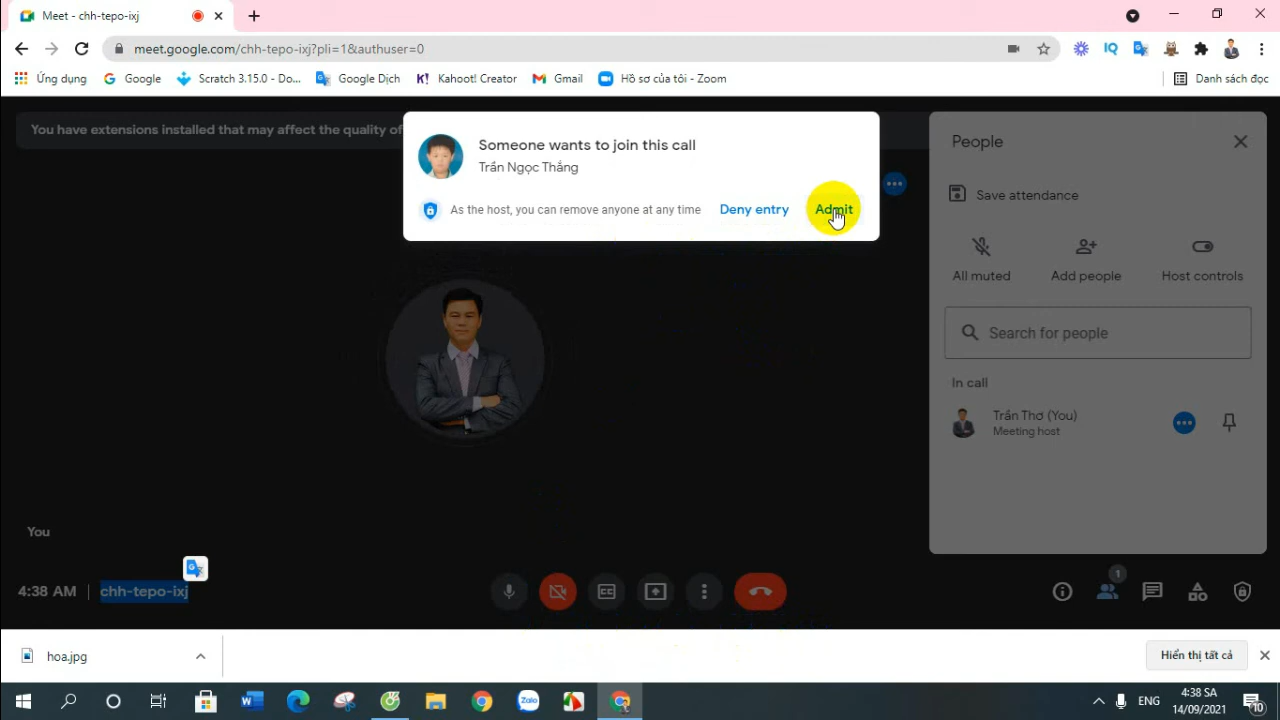 Meet - chh-tepo-ixj
meet.google.com/chh-tepo-ixj?pli=1&authuser=0
Ứng dụng
Google
Scratch 3.15.0 - Do...
Google Dịch
Kahoot! Creator
Gmail
Hồ sơ của tôi - Zoom
Danh sách đọc
You have extensions installed that may affect the quality of
Someone wants to join this call
Trần Ngọc Thắng
As the host, you can remove anyone at any time
Deny entry
Admit
People
Save attendance
All muted
Add people
Host controls
Search for people
In call
Trần Thơ (You)
Meeting host
You
4:38 AM
chh-tepo-ixj
1
hoa.jpg
Hiển thị tất cả
Zalo
ENG
4:38 SA
14/09/2021
10